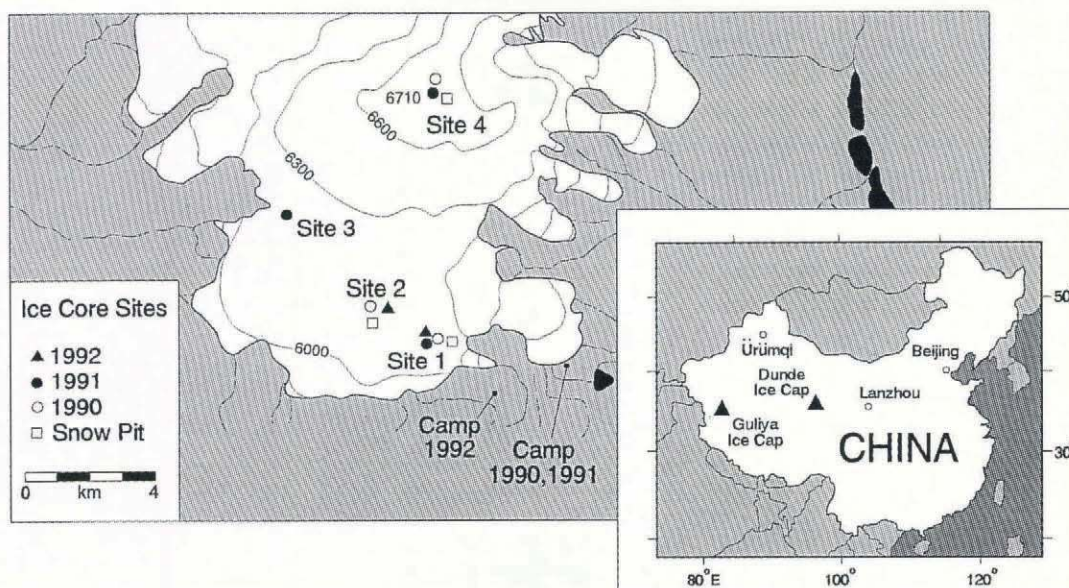 6710
Site 4
6600
6300
Site 3
Site 2
6000
Site 1
Ice Core Sites
1992
1991
1990
Snow Pit
0
4
km
Camp
1992
Camp
1990,1991
Ürümqi
Beijing
Dunde
Ice Cap
Lanzhou
Guliya
Ice Cap
CHINA
50
30
80°E
100°
120°